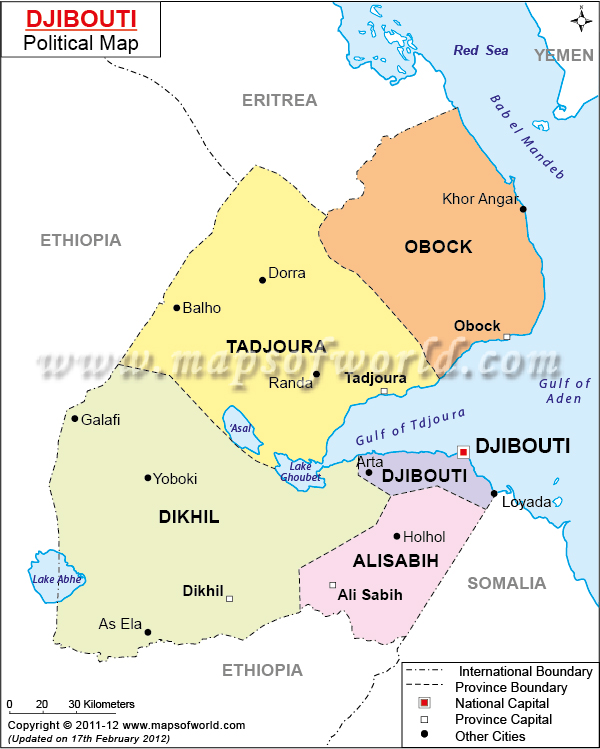 DJIBOUTI
Political Map
Red Sea
YEMEN
ERITREA
Bab el Mandeb
Khor Angar
ETHIOPIA
OBOCK
Dorra
Balho
Obock
TADJOURA
www.mapsofworld.com
Randa
Tadjoura
Gulf of
Aden
Galafi
'Asal
Gulf of Tdjoura
DJIBOUTI
Lake
Ghoubet
Arta
DJIBOUTI
Yoboki
Loyada
DIKHIL
Holhol
ALISABIH
Lake Abhe
SOMALIA
Dikhil
Ali Sabih
As Ela
ETHIOPIA
International Boundary
Province Boundary
National Capital
Province Capital
Other Cities
0 20 30 Kilometers
Copyright © 2011-12 www.mapsofworld.com
(Updated on 17th February 2012)